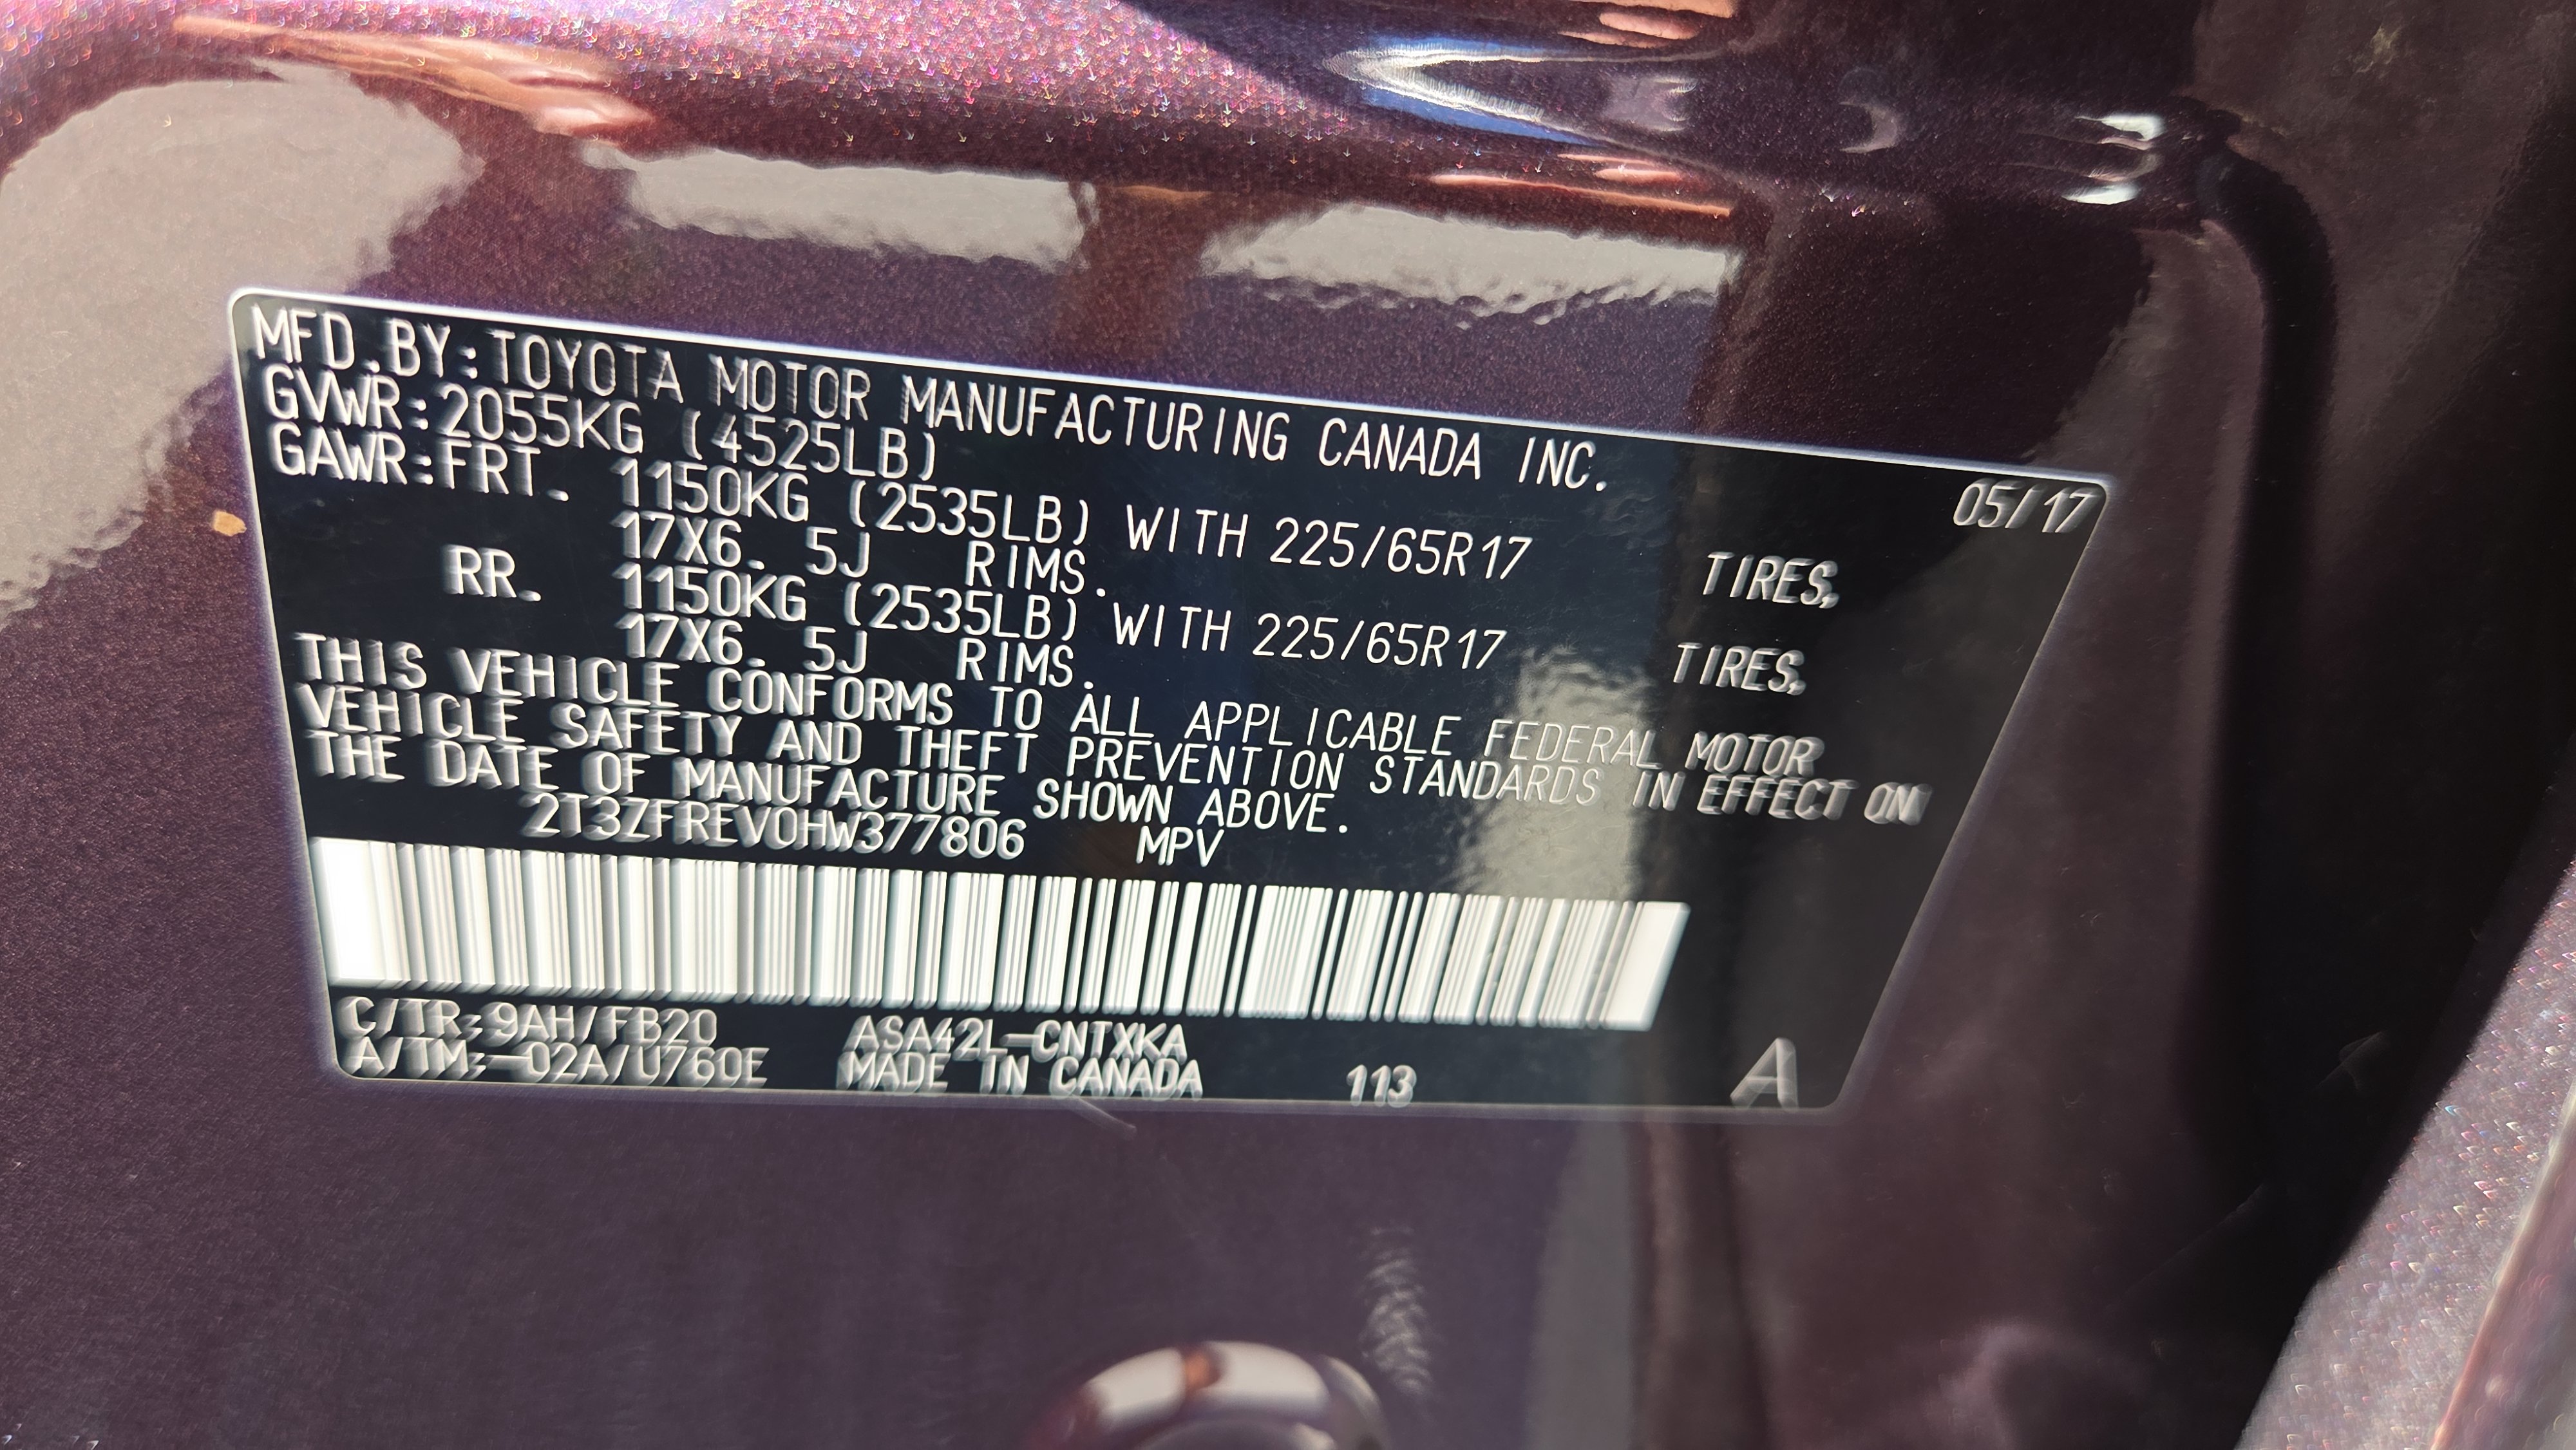 MFD.BY:TOYOTA MOTOR MANUFACTURING CANADA INC.
05/17
GVWR:2055KG (4525LB)
GAWR:FRT. 1150KG (2535LB) WITH 225/65R17 TIRES,
17X6. 5J RIMS.
RR. 1150KG (2535LB) WITH 225/65R17 TIRES,
17X6. 5J RIMS.
THIS VEHICLE CONFORMS TO ALL APPLICABLE FEDERAL MOTOR
VEHICLE SAFETY AND THEFT PREVENTION STANDARDS IN EFFECT ON
THE DATE OF MANUFACTURE SHOWN ABOVE.
2T3ZFREV0HW377806 MPV
C/TR:9AH/FB20 ASA42L-CNTXKA
A/TM:-02A/U760E MADE IN CANADA 113 A